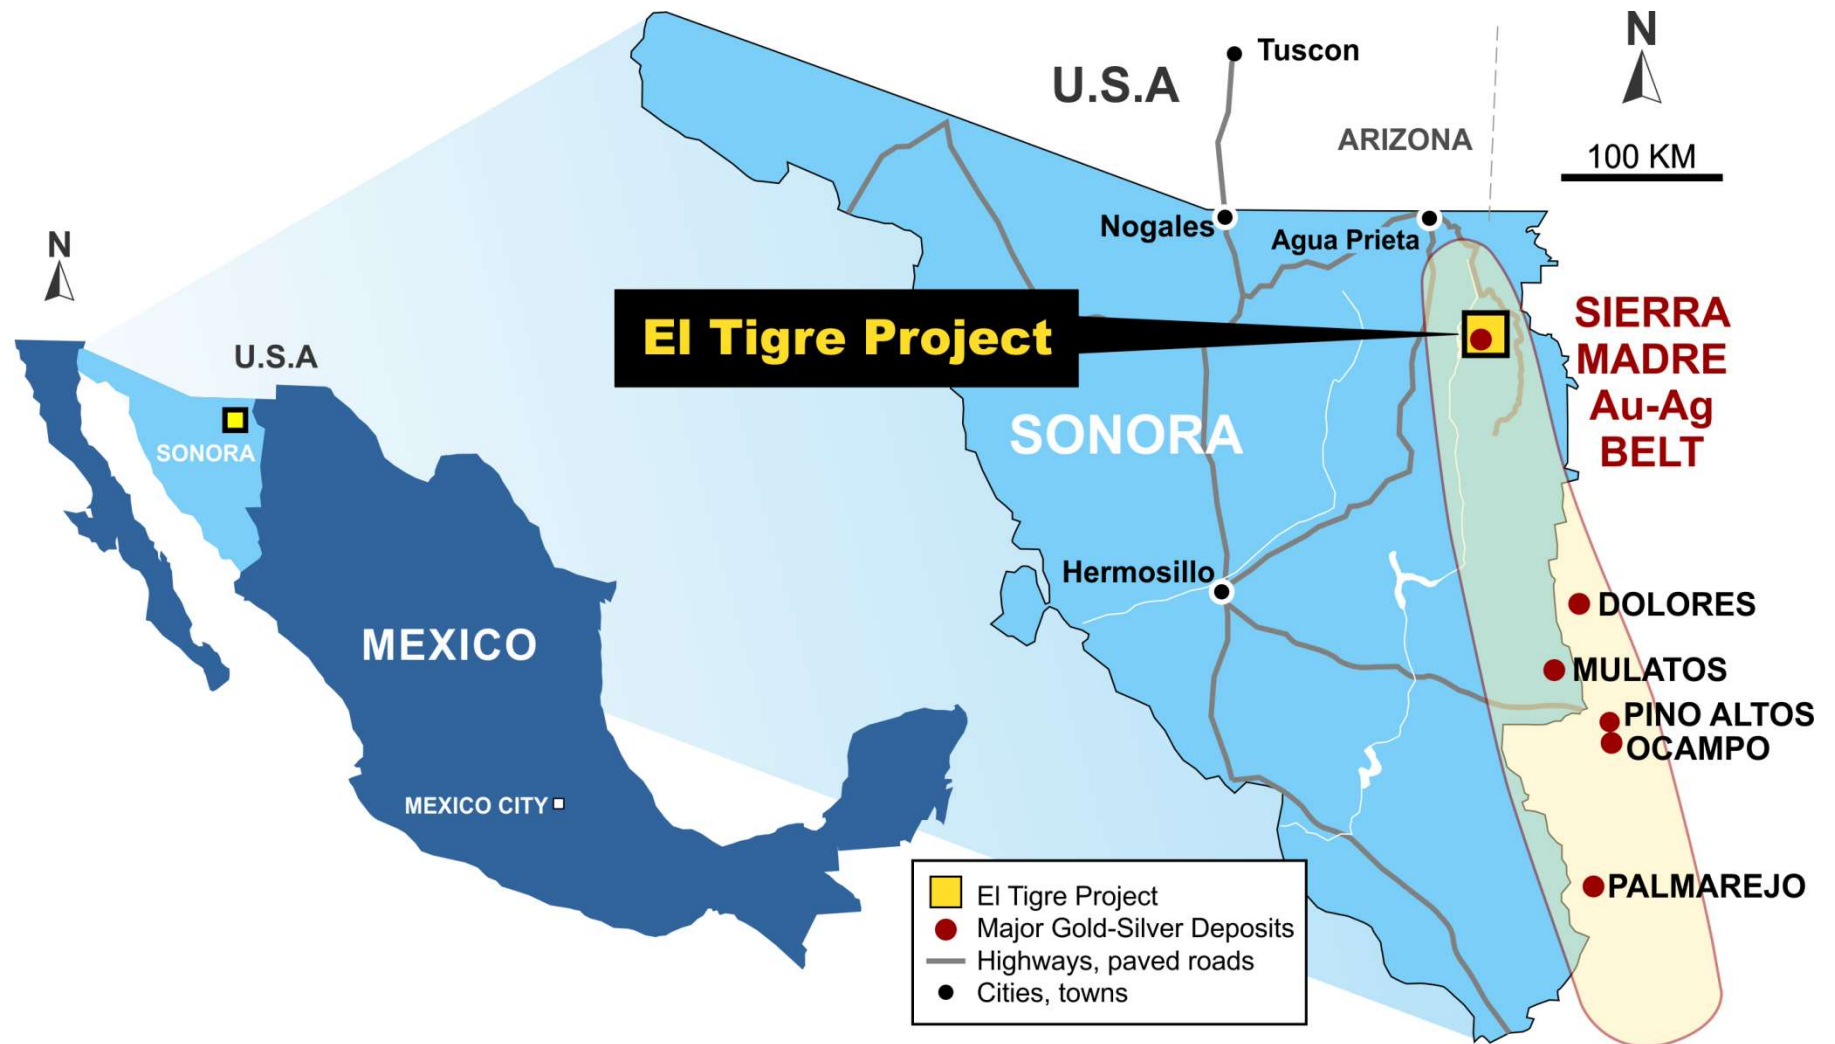 N
U.S.A
SONORA
MEXICO
MEXICO CITY
U.S.A
Tuscon
ARIZONA
N
100 KM
Nogales
Agua Prieta
El Tigre Project
SONORA
Hermosillo
SIERRA
MADRE
Au-Ag
BELT
DOLORES
MULATOS
PINO ALTOS
OCAMPO
PALMAREJO
El Tigre Project
Major Gold-Silver Deposits
Highways, paved roads
Cities, towns